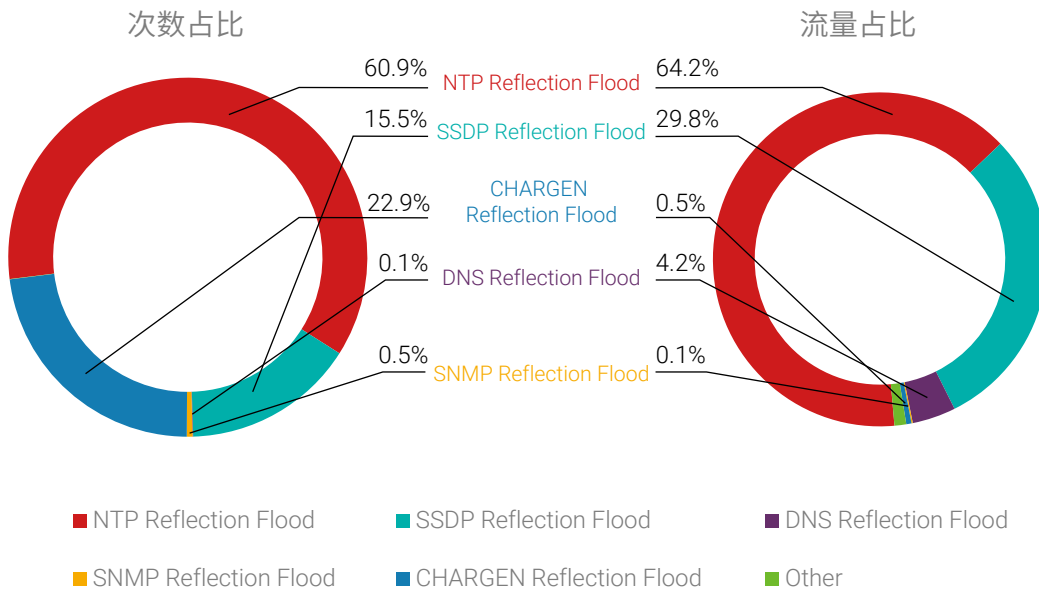 次数占比
流量占比
60.9%
NTP Reflection Flood
64.2%
15.5%
SSDP Reflection Flood
29.8%
22.9%
CHARGEN
Reflection Flood
0.5%
0.1%
DNS Reflection Flood
4.2%
0.5%
SNMP Reflection Flood
0.1%
NTP Reflection Flood
SSDP Reflection Flood
DNS Reflection Flood
SNMP Reflection Flood
CHARGEN Reflection Flood
Other